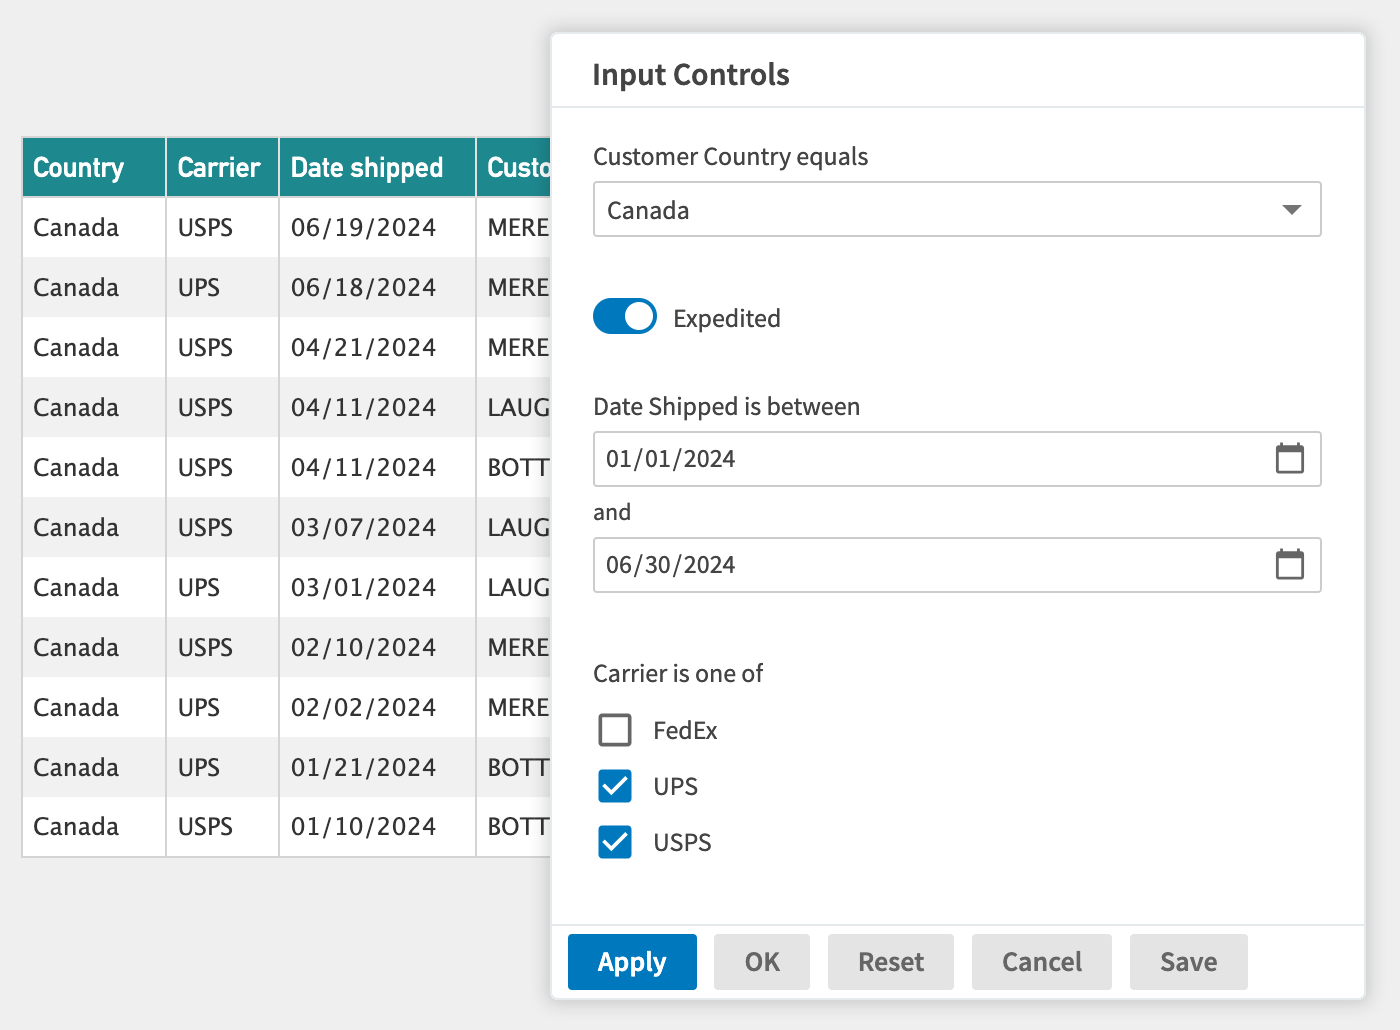 Country Carrier Date shipped Custo
Canada USPS 06/19/2024 MERE
Canada UPS 06/18/2024 MERE
Canada USPS 04/21/2024 MERE
Canada USPS 04/11/2024 LAUG
Canada USPS 04/11/2024 BOTT
Canada USPS 03/07/2024 LAUG
Canada UPS 03/01/2024 LAUG
Canada USPS 02/10/2024 MERE
Canada UPS 02/02/2024 MERE
Canada UPS 01/21/2024 BOTT
Canada USPS 01/10/2024 BOTT
Input Controls
Customer Country equals
Canada
Expedited
Date Shipped is between
01/01/2024
and
06/30/2024
Carrier is one of
FedEx
UPS
USPS
Apply OK Reset Cancel Save